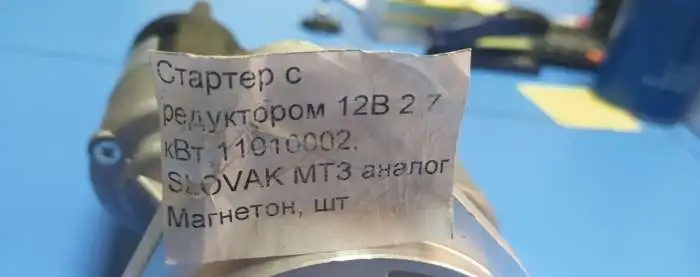 Стартер с
редуктором 12В 2 7
кВт 11010002.
SLOVAK МТЗ аналог
Магнетон, шт